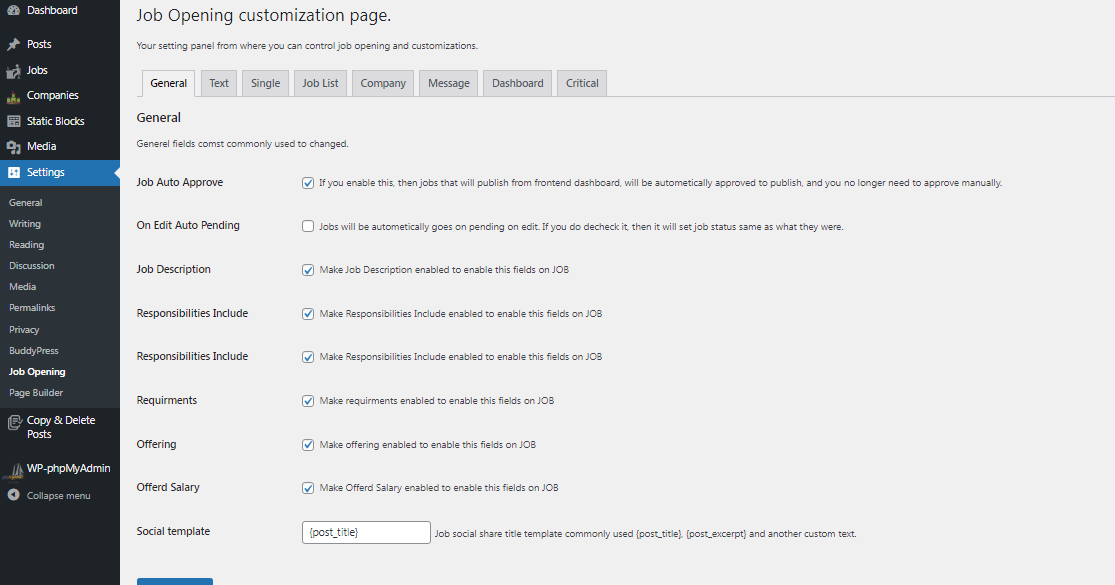 Dashboard
Posts
Jobs
Companies
Static Blocks
Media
Settings
General
Writing
Reading
Discussion
Media
Permalinks
Privacy
BuddyPress
Job Opening
Page Builder
Copy & Delete
Posts
WP-phpMyAdmin
Collapse menu
Job Opening customization page.
Your setting panel from where you can control job opening and customizations.
General Text Single Job List Company Message Dashboard Critical
General
Generel fields comst commonly used to changed.
Job Auto Approve If you enable this, then jobs that will publish from frontend dashboard, will be automatically approved to publish, and you no longer need to approve manually.
On Edit Auto Pending Jobs will be automatically goes on pending on edit. If you do decheck it, then it will set job status same as what they were.
Job Description Make Job Description enabled to enable this fields on JOB
Responsibilities Include Make Responsibilities Include enabled to enable this fields on JOB
Responsibilities Include Make Responsibilities Include enabled to enable this fields on JOB
Requirments Make requirments enabled to enable this fields on JOB
Offering Make offering enabled to enable this fields on JOB
Offerd Salary Make Offerd Salary enabled to enable this fields on JOB
Social template {post_title} Job social share title template commonly used {post_title}, {post_excerpt} and another custom text.